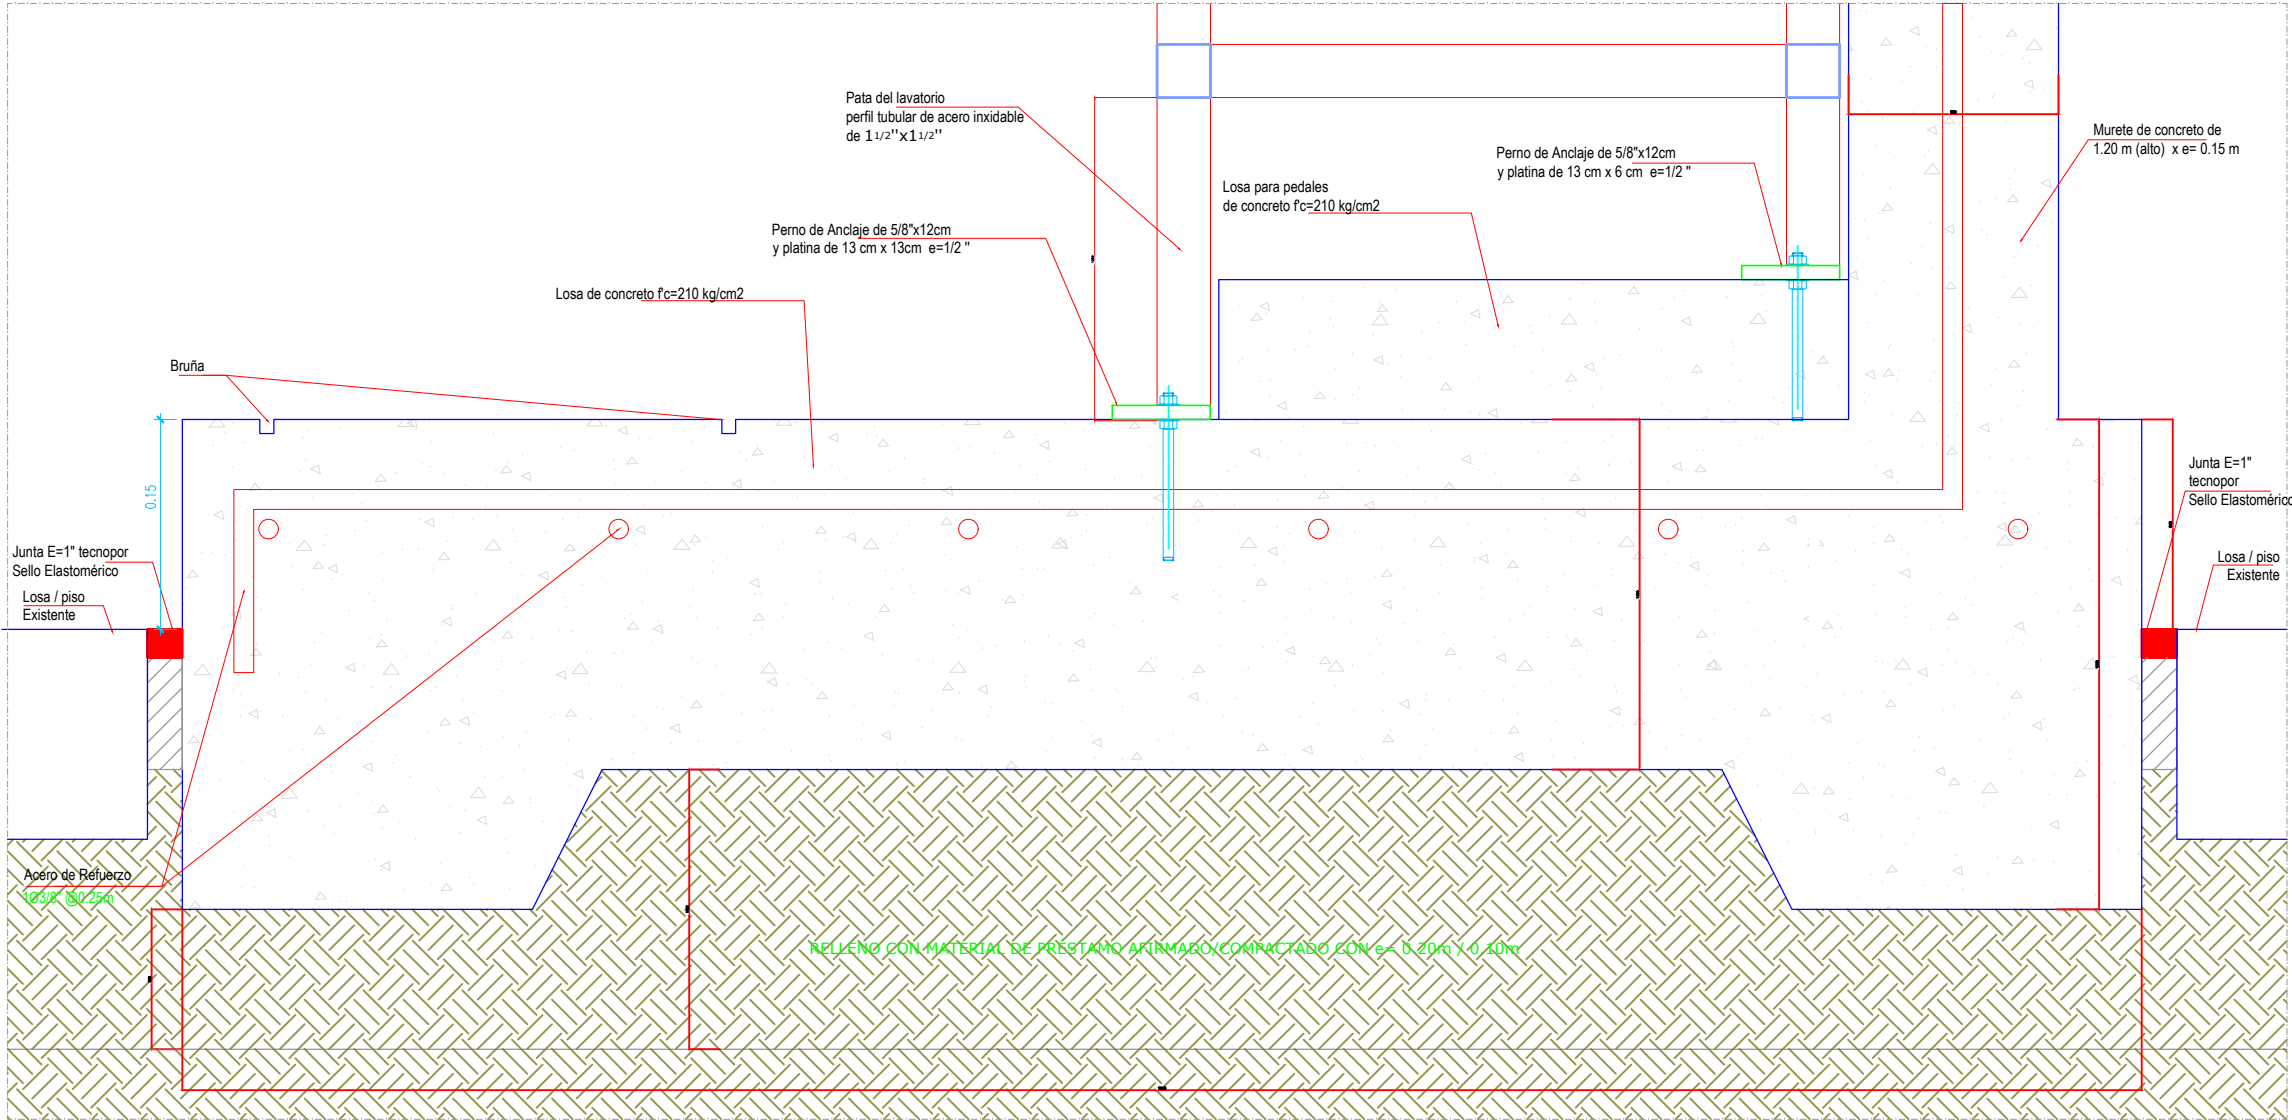 Pata del lavatorio
perfil tubular de acero inxidable
de 1 1/2''x1 1/2''
Murete de concreto de
1.20 m (alto) x e= 0.15 m
Perno de Anclaje de 5/8"x12cm
y platina de 13 cm x 6 cm e=1/2 "
Losa para pedales
de concreto f'c=210 kg/cm2
Perno de Anclaje de 5/8"x12cm
y platina de 13 cm x 13cm e=1/2 "
Losa de concreto f'c=210 kg/cm2
Bruña
0.15
Junta E=1"
tecnopor
Sello Elastomérico
Junta E=1" tecnopor
Sello Elastomérico
Losa / piso
Existente
Losa / piso
Existente
Acero de Refuerzo
1Ø3/8" @0.25m
RELLENO CON MATERIAL DE PRÉSTAMO AFIRMADO/COMPACTADO CON e= 0.20m / 0.10m